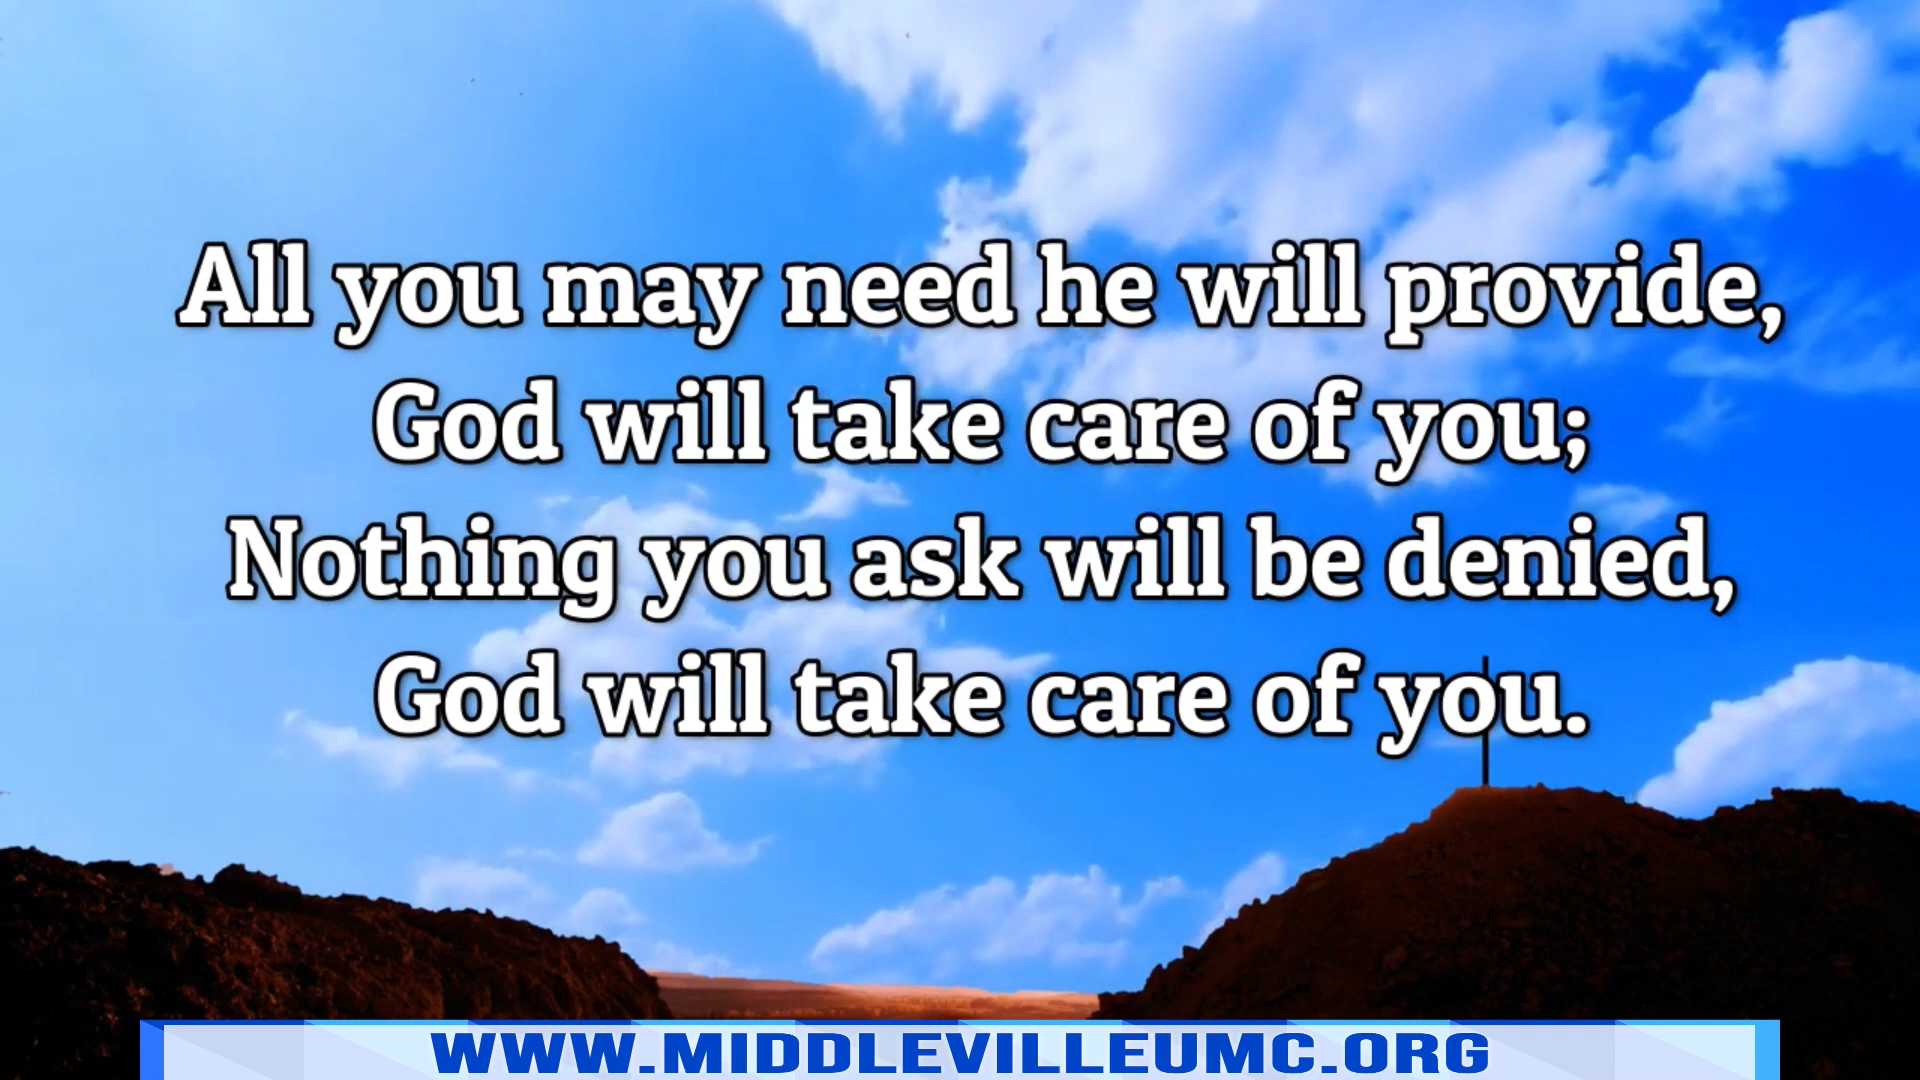 All you may need he will provide,
God will take care of you;
Nothing you ask will be denied,
God will take care of you.
WWW.MIDDLEVILLEUMC.ORG